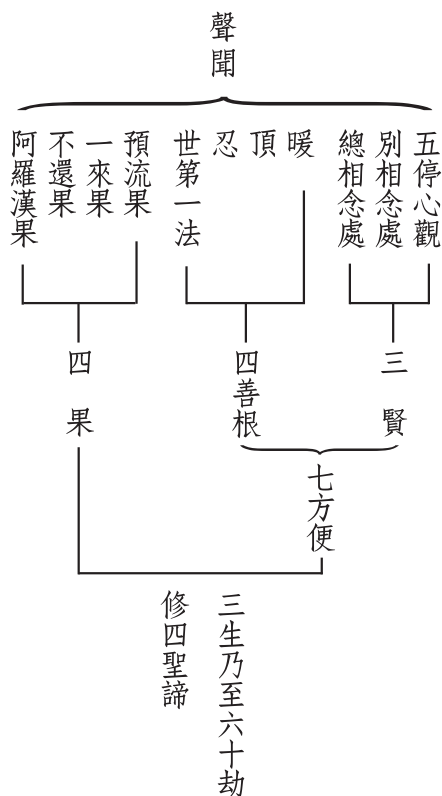 聲聞
五停心觀
別相念處
總相念處
暖
頂
忍
世第一法
預流果
一來果
不還果
阿羅漢果
三賢
四善根
四果
七方便
三生乃至六十劫
修四聖諦